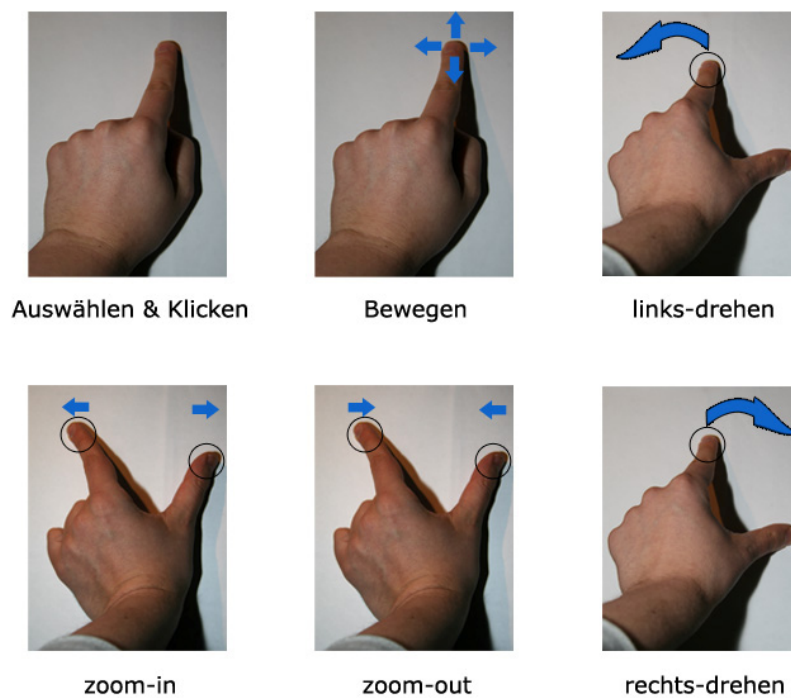 Auswählen & Klicken
Bewegen
links-drehen
zoom-in
zoom-out
rechts-drehen